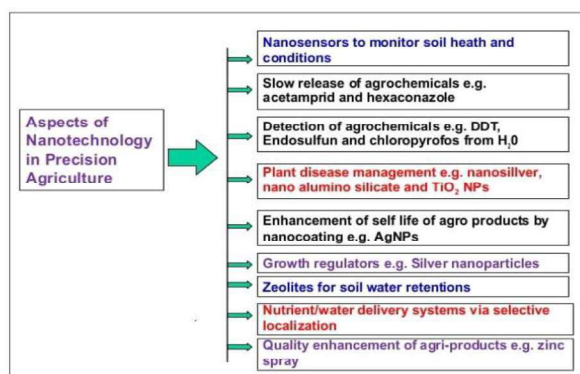 Aspects of
Nanotechnology
in Precision
Agriculture
Nanosensors to monitor soil heath and
conditions
Slow release of agrochemicals e.g.
acetamprid and hexaconazole
Detection of agrochemicals e.g. DDT,
Endosulfun and chloropyrofos from H₂0
Plant disease management e.g. nanosilver,
nano alumino silicate and TiO₂ NPs
Enhancement of self life of agro products by
nanocoating e.g. AgNPs
Growth regulators e.g. Silver nanoparticles
Zeolites for soil water retentions
Nutrient/water delivery systems via selective
localization
Quality enhancement of agri-products e.g. zinc
spray